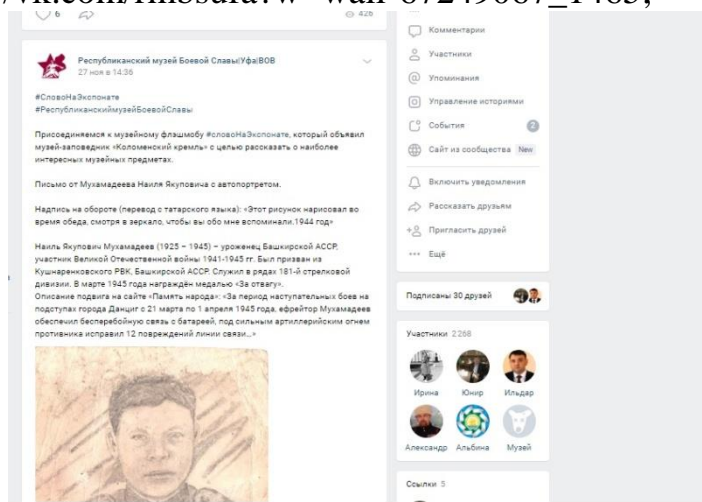 6
426
Республиканский музей Боевой Славы|Уфа|ВОВ
27 ноя в 14:36
#СловоНаЭкспонате
#РеспубликанскиймузейБоевойСлавы
Присоединяемся к музейному флэшмобу #словоНаЭкспонате, который объявил
музей-заповедник «Коломенский кремль» с целью рассказать о наиболее
интересных музейных предметах.
Письмо от Мухамадеева Наиля Якуповича с автопортретом.
Надпись на обороте (перевод с татарского языка): «Этот рисунок нарисовал во
время обеда, смотря в зеркало, чтобы вы обо мне вспоминали.1944 год»
Наиль Якупович Мухамадеев (1925 – 1945) – уроженец Башкирской АССР,
участник Великой Отечественной войны 1941-1945 гг. Был призван из
Кушнаренковского РВК, Башкирской АССР. Служил в рядах 181-й стрелковой
дивизии. В марте 1945 года награждён медалью «За отвагу».
Описание подвига на сайте «Память народа»: «За период наступательных боев на
подступах города Данциг с 21 марта по 1 апреля 1945 года, ефрейтор Мухамадеев
обеспечил бесперебойную связь с батареей, под сильным артиллерийским огнем
противника исправил 12 повреждений линии связи...»
Комментарии
Участники
Упоминания
Управление историями
События 2
Сайт из сообщества New
Включить уведомления
Рассказать друзьям
Пригласить друзей
Ещё
Подписаны 30 друзей
Участники 2 268
Ирина Юнир Ильдар
Александр Альбина Музей
Ссылки 5